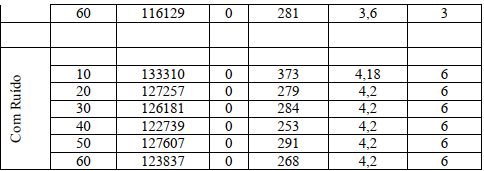 60 116129 0 281 3,6 3
Com Ruído
10 133310 0 373 4,18 6
20 127257 0 279 4,2 6
30 126181 0 284 4,2 6
40 122739 0 253 4,2 6
50 127607 0 291 4,2 6
60 123837 0 268 4,2 6